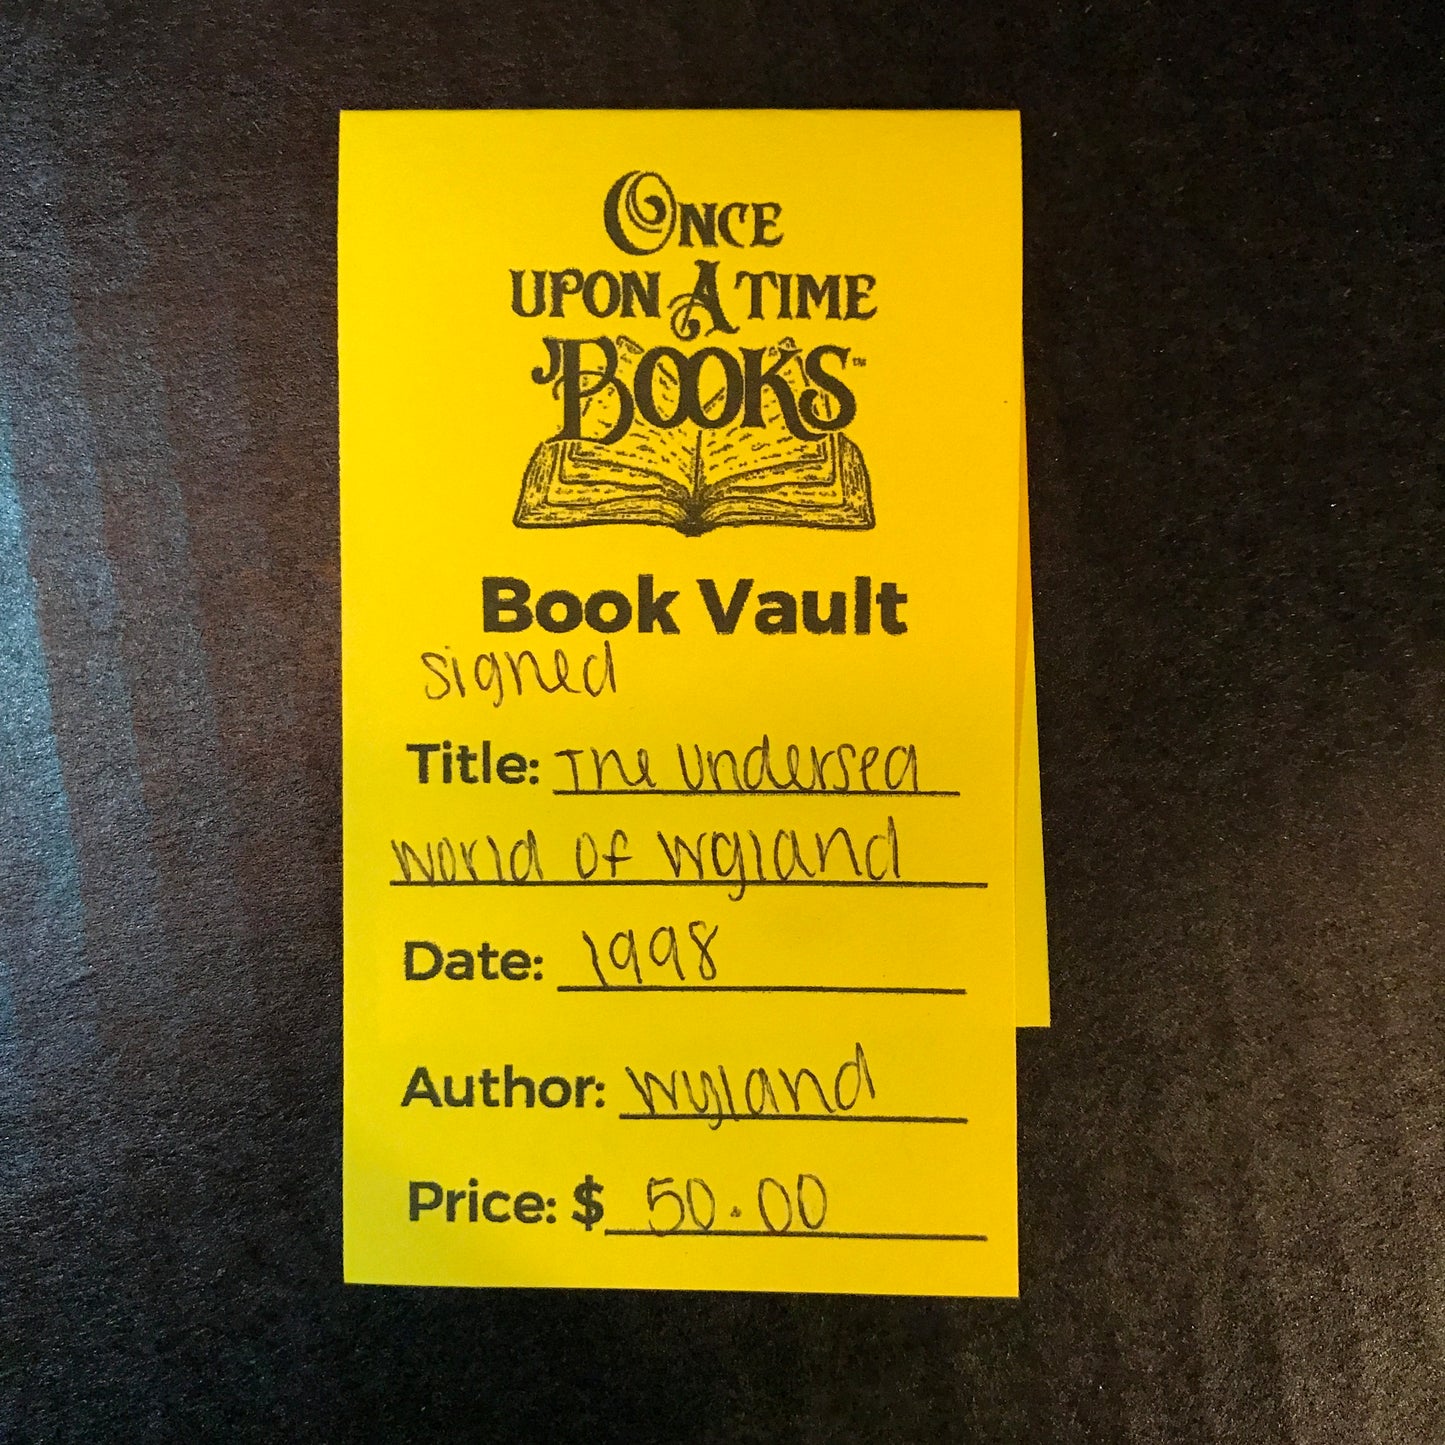 ONCE
UPON A TIME
BOOKS™
Book Vault
signed
Title: The Undersea
World of Wyland
Date: 1998
Author: Wyland
Price: $ 50.00